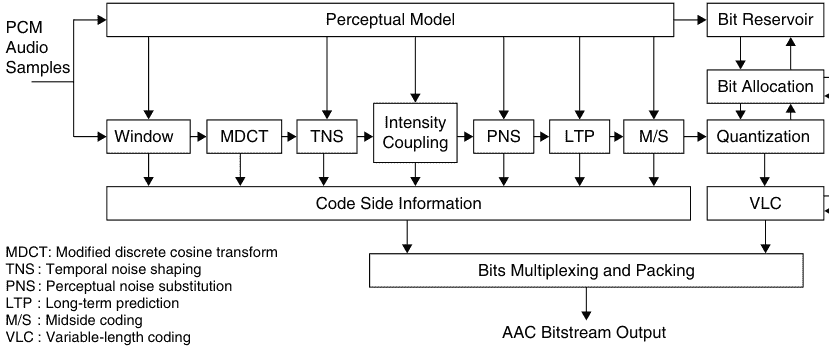 PCM
Audio
Samples
Perceptual Model
Bit Reservoir
Bit Allocation
Window
MDCT
TNS
Intensity
Coupling
PNS
LTP
M/S
Quantization
Code Side Information
VLC
Bits Multiplexing and Packing
AAC Bitstream Output
MDCT: Modified discrete cosine transform
TNS : Temporal noise shaping
PNS : Perceptual noise substitution
LTP : Long-term prediction
M/S : Midside coding
VLC : Variable-length coding